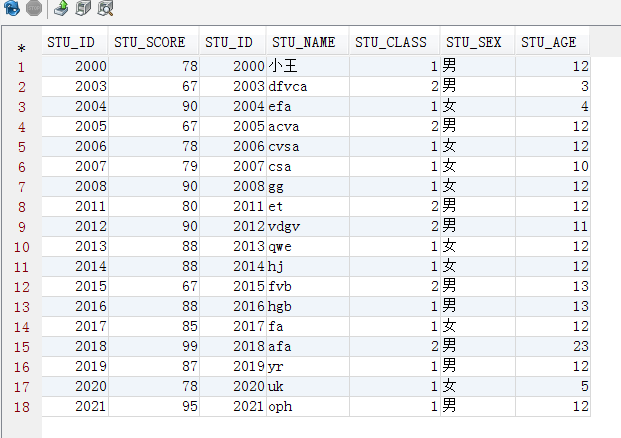 * STU_ID STU_SCORE STU_ID STU_NAME STU_CLASS STU_SEX STU_AGE
1 2000 78 2000 小王 1 男 12
2 2003 67 2003 dfvca 2 男 3
3 2004 90 2004 efa 1 女 4
4 2005 67 2005 acva 2 男 12
5 2006 78 2006 cvsa 1 女 12
6 2007 79 2007 csa 1 女 10
7 2008 90 2008 gg 1 女 12
8 2011 80 2011 et 2 男 12
9 2012 90 2012 vdgv 2 男 11
10 2013 88 2013 qwe 1 女 12
11 2014 88 2014 hj 1 女 12
12 2015 67 2015 fvb 2 男 13
13 2016 88 2016 hgb 1 男 13
14 2017 85 2017 fa 1 女 12
15 2018 99 2018 afa 2 男 23
16 2019 87 2019 yr 1 男 12
17 2020 78 2020 uk 1 女 5
18 2021 95 2021 oph 1 男 12